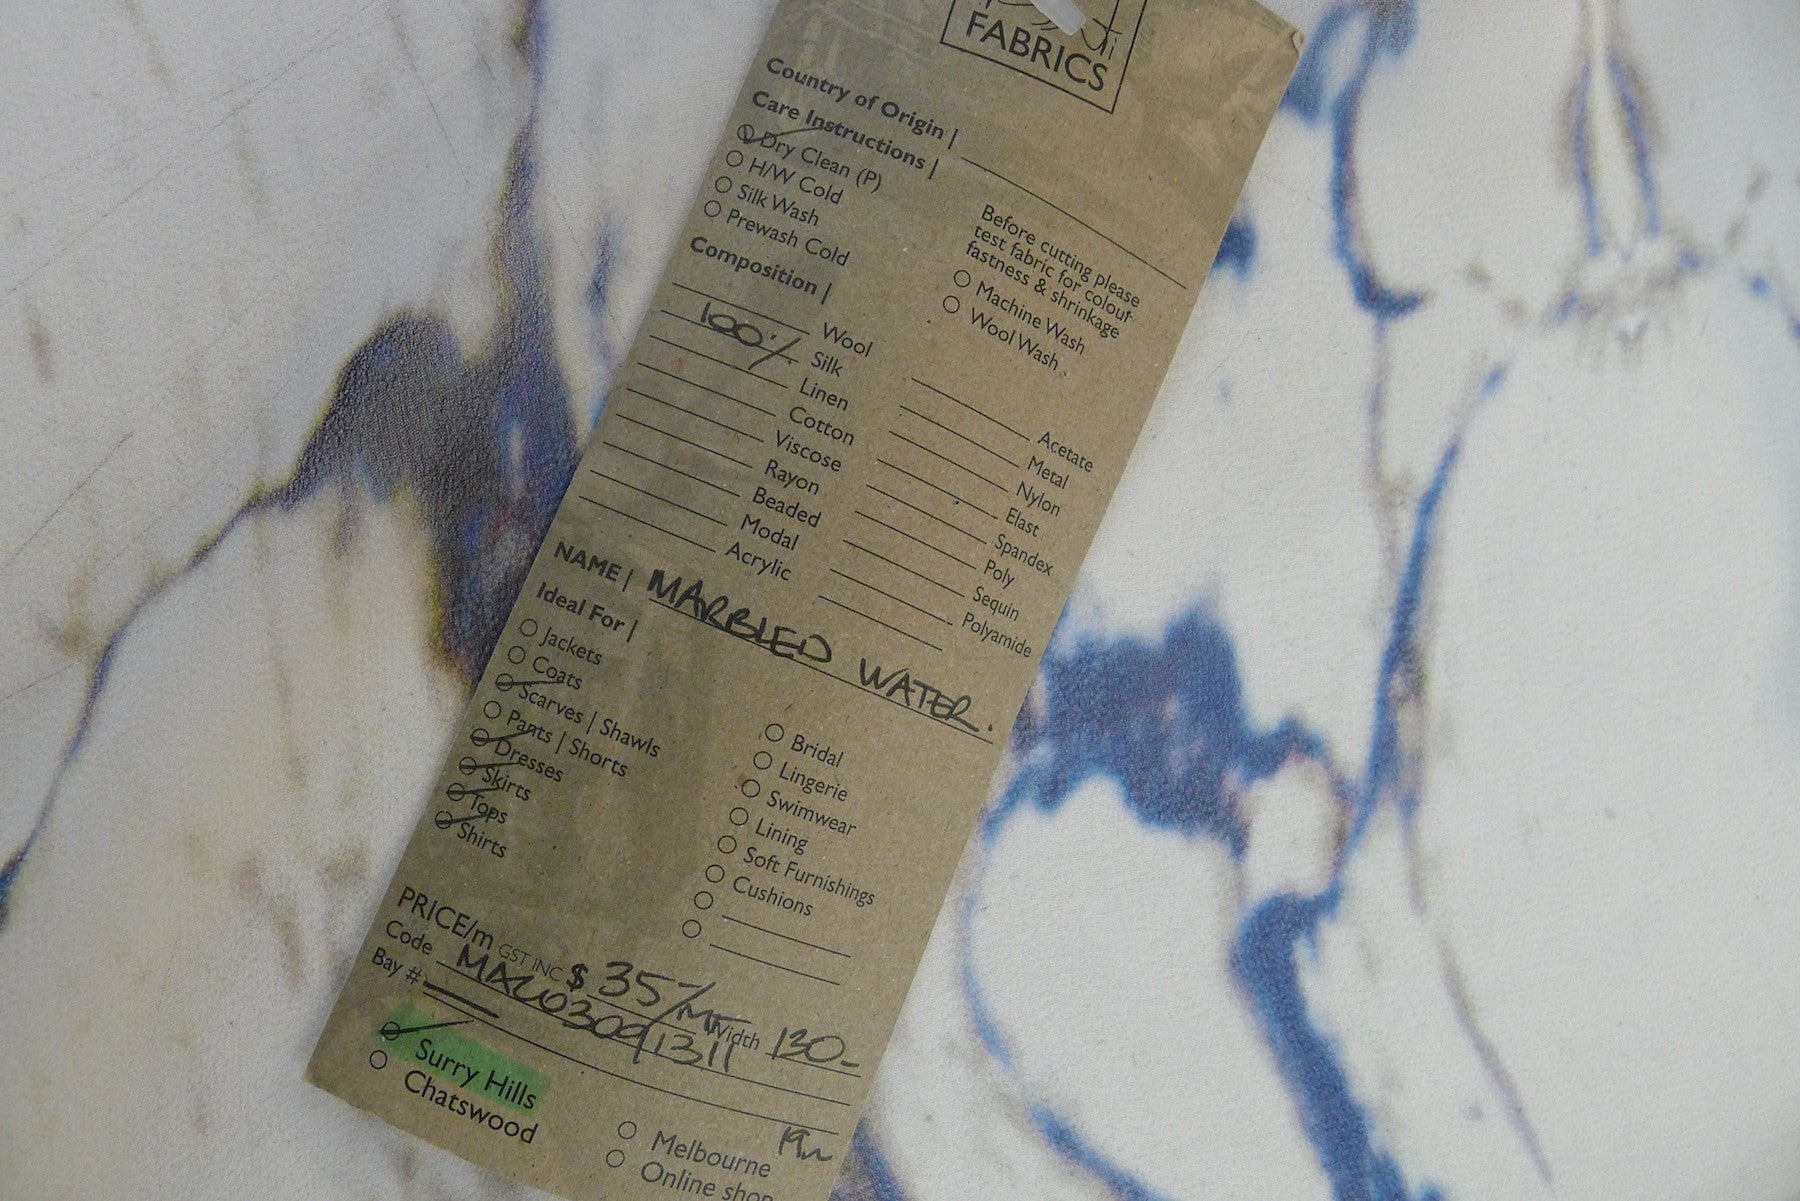 FABRICS
Country of Origin |
Care Instructions |
Dry Clean (P)
H/W Cold
Silk Wash
Prewash Cold
Before cutting please
test fabric for colour
fastness & shrinkage
Machine Wash
Wool Wash
Composition |
Wool
100% Silk
Linen
Cotton
Viscose
Rayon
Beaded
Modal
Acrylic
Acetate
Metal
Nylon
Elast
Spandex
Poly
Sequin
Polyamide
NAME | MARBLED WATER.
Ideal For |
Jackets
Coats
Scarves | Shawls
Pants | Shorts
Dresses
Skirts
Tops
Shirts
Bridal
Lingerie
Swimwear
Lining
Soft Furnishings
Cushions
PRICE/m GST INC $ 35/ Width 130
Code
Bay #
Surry Hills
Chatswood
Melbourne
Online shop